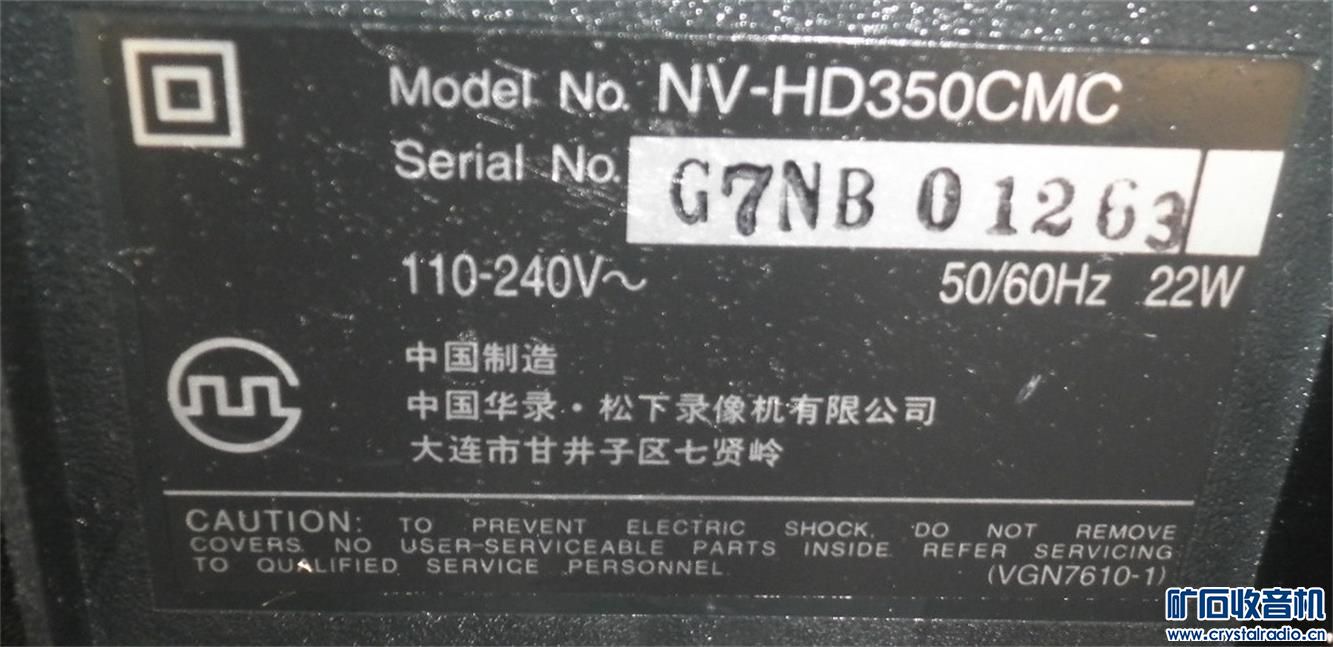 Model No. NV-HD350CMC
Serial No. G7NB 01263
110-240V~ 50/60Hz 22W
中国制造
中国华录·松下录像机有限公司
大连市甘井子区七贤岭
CAUTION: TO PREVENT ELECTRIC SHOCK, DO NOT REMOVE
COVERS. NO USER-SERVICEABLE PARTS INSIDE. REFER SERVICING
TO QUALIFIED SERVICE PERSONNEL.
(VGN7610-1)
矿石收音机
www.crystalradio.cn